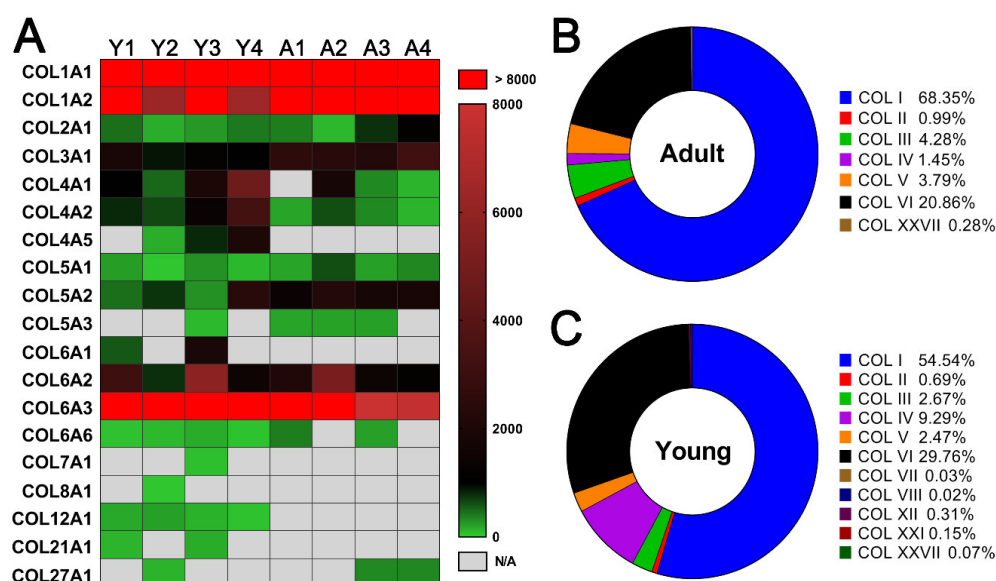 A
Y1 Y2 Y3 Y4 A1 A2 A3 A4
COL1A1
COL1A2
COL2A1
COL3A1
COL4A1
COL4A2
COL4A5
COL5A1
COL5A2
COL5A3
COL6A1
COL6A2
COL6A3
COL6A6
COL7A1
COL8A1
COL12A1
COL21A1
COL27A1
> 8000
8000
6000
4000
2000
0
N/A
B
Adult
COL I 68.35%
COL II 0.99%
COL III 4.28%
COL IV 1.45%
COL V 3.79%
COL VI 20.86%
COL XXVII 0.28%
C
Young
COL I 54.54%
COL II 0.69%
COL III 2.67%
COL IV 9.29%
COL V 2.47%
COL VI 29.76%
COL VII 0.03%
COL VIII 0.02%
COL XII 0.31%
COL XXI 0.15%
COL XXVII 0.07%